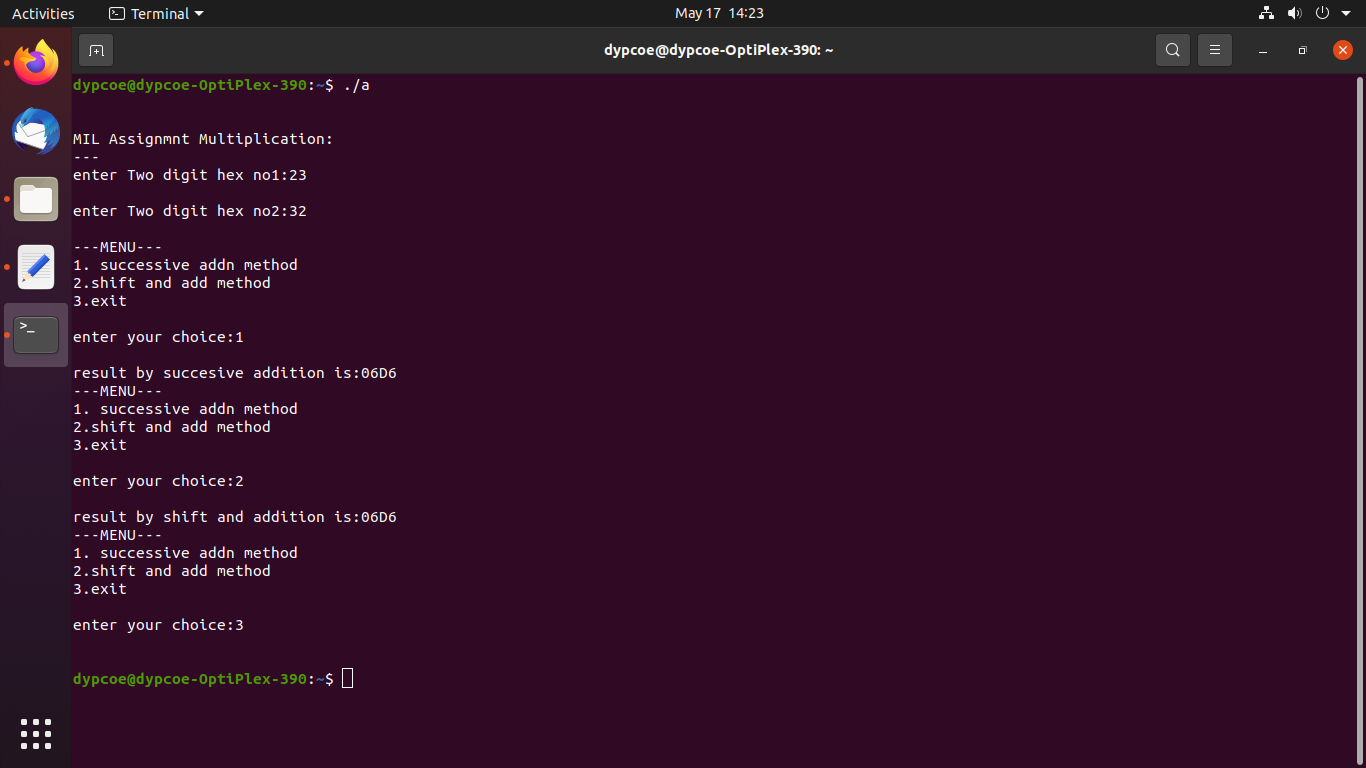 Activities
Terminal
May 17 14:23
dypcoe@dypcoe-OptiPlex-390: ~
dypcoe@dypcoe-OptiPlex-390:~$ ./a
MIL Assignmnt Multiplication:
---
enter Two digit hex no1:23
enter Two digit hex no2:32
---MENU---
1. successive addn method
2.shift and add method
3.exit
enter your choice:1
result by succesive addition is:06D6
---MENU---
1. successive addn method
2.shift and add method
3.exit
enter your choice:2
result by shift and addition is:06D6
---MENU---
1. successive addn method
2.shift and add method
3.exit
enter your choice:3
dypcoe@dypcoe-OptiPlex-390:~$